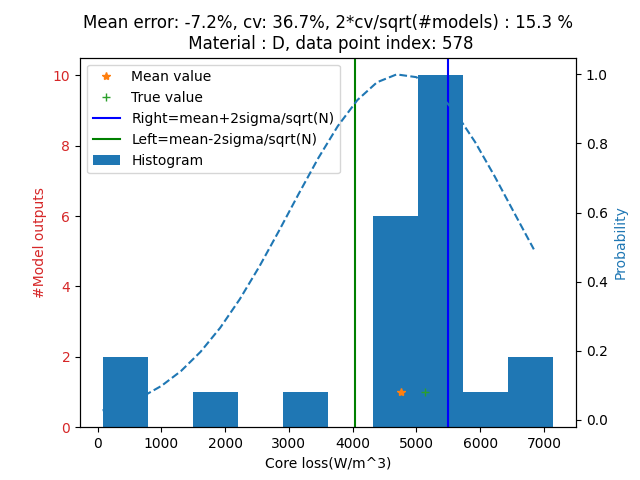 Mean error: -7.2%, cv: 36.7%, 2*cv/sqrt(#models) : 15.3 %
Material : D, data point index: 578
Mean value
True value
Right=mean+2sigma/sqrt(N)
Left=mean-2sigma/sqrt(N)
Histogram
#Model outputs
10
8
6
4
2
0
1.0
0.8
0.6
0.4
0.2
0.0
Probability
0 1000 2000 3000 4000 5000 6000 7000
Core loss(W/m^3)